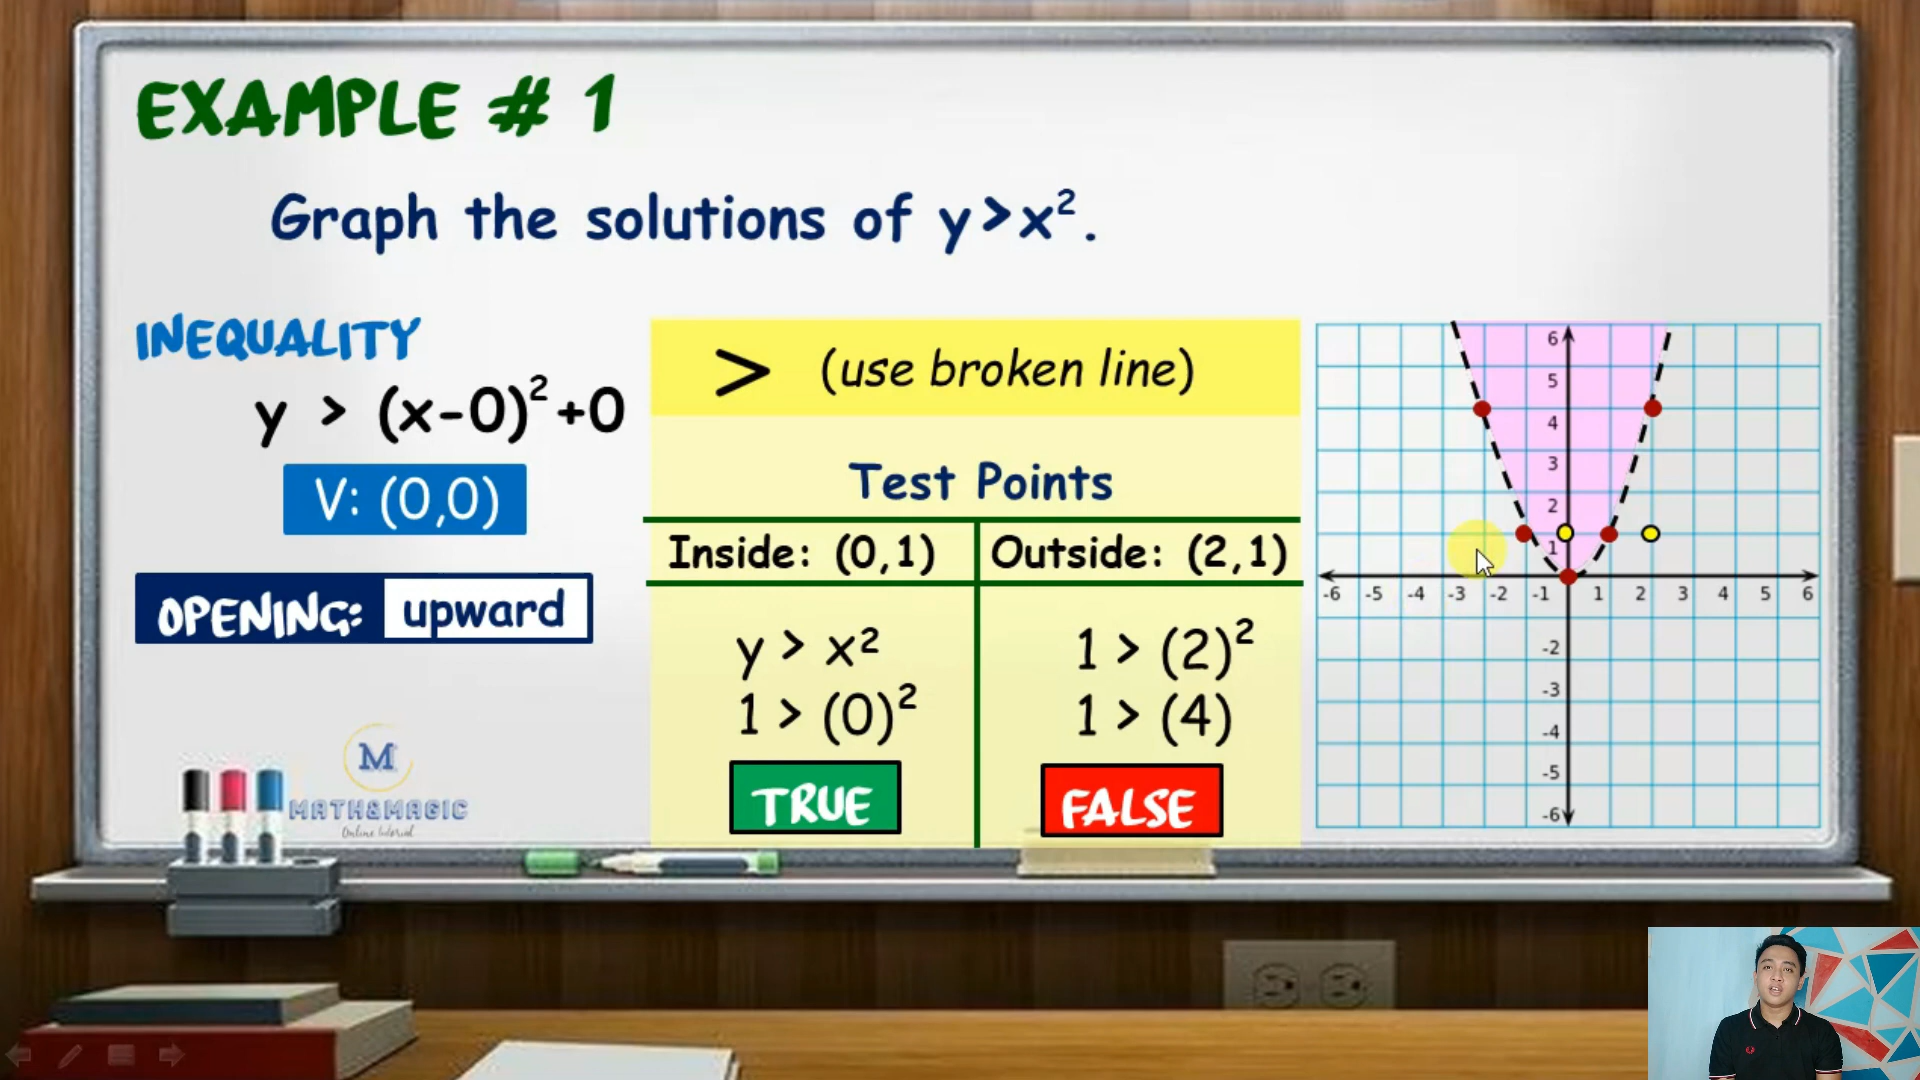 EXAMPLE # 1
Graph the solutions of y>x².
INEQUALITY
y > (x-0)²+0
V: (0,0)
OPENING: upward
M
MATH&MAGIC
Online tutorial
> (use broken line)
Test Points
Inside: (0,1) Outside: (2,1)
y > x² 1 > (2)²
1 > (0)² 1 > (4)
TRUE FALSE
6
5
4
3
2
1
-6 -5 -4 -3 -2 -1 1 2 3 4 5 6
-2
-3
-4
-5
-6